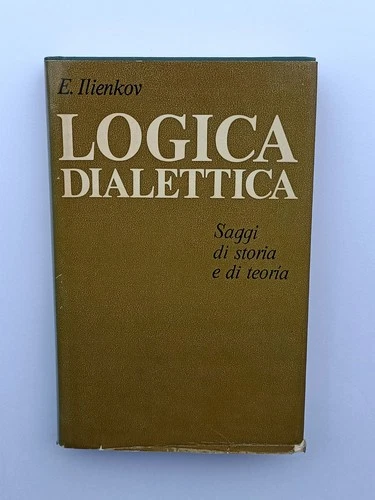 E. Ilienkov
LOGICA
DIALETTICA
Saggi
di storia
e di teoria